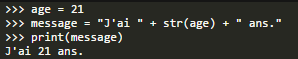 >>> age = 21
>>> message = "J'ai " + str(age) + " ans."
>>> print(message)
J'ai 21 ans.